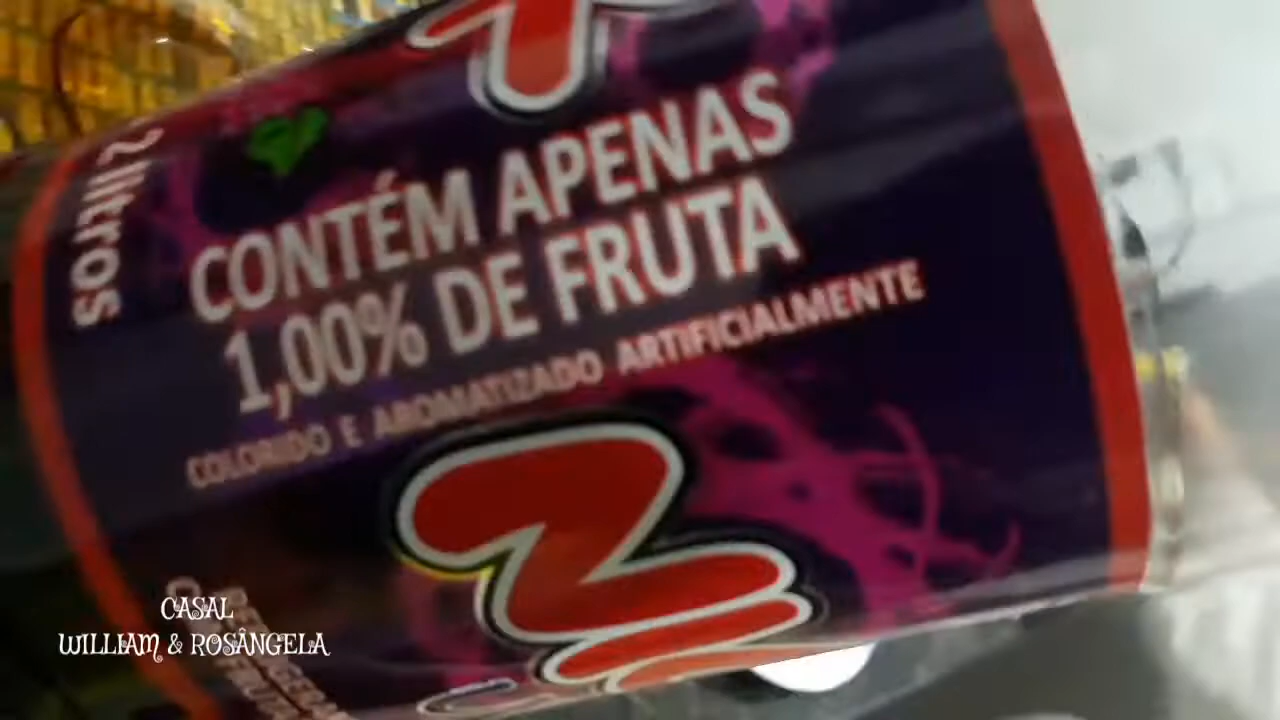 2 litros
CONTÉM APENAS
1,00% DE FRUTA
COLORIDO E AROMATIZADO ARTIFICIALMENTE
CASAL
WILLIAM & ROSÂNGELA